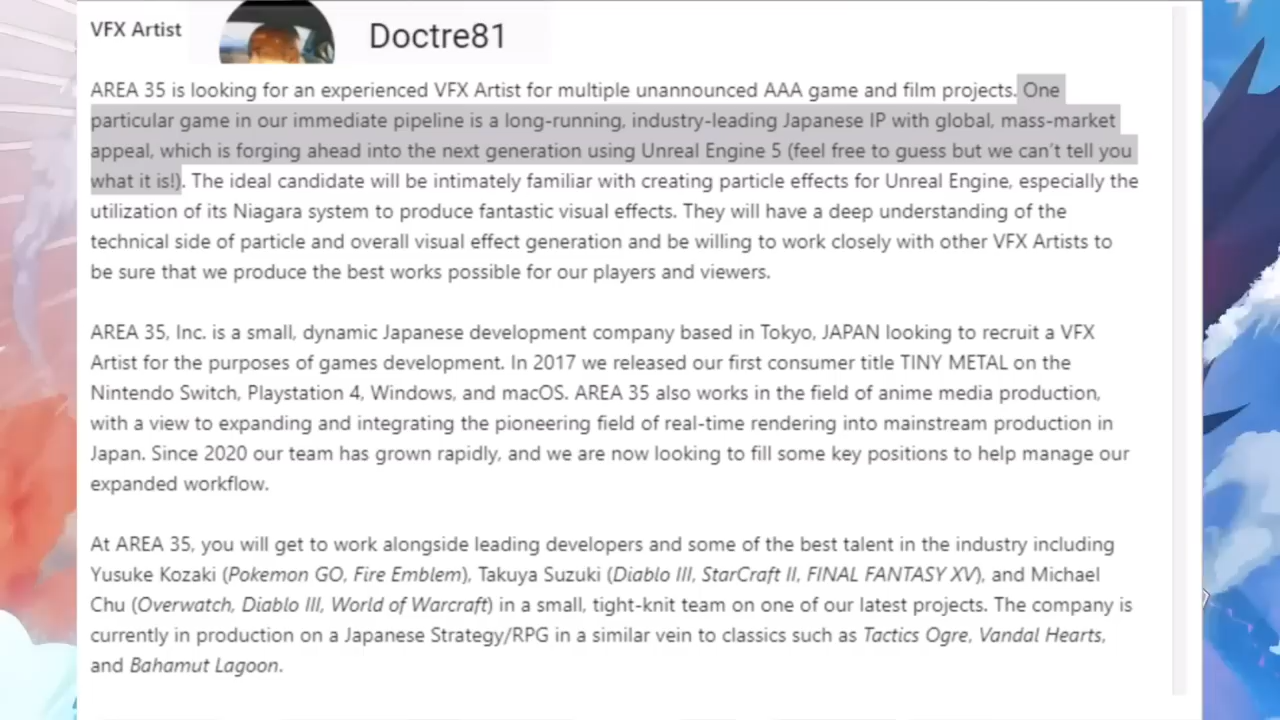 VFX Artist
Doctre81
AREA 35 is looking for an experienced VFX Artist for multiple unannounced AAA game and film projects. One
particular game in our immediate pipeline is a long-running, industry-leading Japanese IP with global, mass-market
appeal, which is forging ahead into the next generation using Unreal Engine 5 (feel free to guess but we can't tell you
what it is!). The ideal candidate will be intimately familiar with creating particle effects for Unreal Engine, especially the
utilization of its Niagara system to produce fantastic visual effects. They will have a deep understanding of the
technical side of particle and overall visual effect generation and be willing to work closely with other VFX Artists to
be sure that we produce the best works possible for our players and viewers.
AREA 35, Inc. is a small, dynamic Japanese development company based in Tokyo, JAPAN looking to recruit a VFX
Artist for the purposes of games development. In 2017 we released our first consumer title TINY METAL on the
Nintendo Switch, Playstation 4, Windows, and macOS. AREA 35 also works in the field of anime media production,
with a view to expanding and integrating the pioneering field of real-time rendering into mainstream production in
Japan. Since 2020 our team has grown rapidly, and we are now looking to fill some key positions to help manage our
expanded workflow.
At AREA 35, you will get to work alongside leading developers and some of the best talent in the industry including
Yusuke Kozaki (Pokemon GO, Fire Emblem), Takuya Suzuki (Diablo III, StarCraft II, FINAL FANTASY XV), and Michael
Chu (Overwatch, Diablo III, World of Warcraft) in a small, tight-knit team on one of our latest projects. The company is
currently in production on a Japanese Strategy/RPG in a similar vein to classics such as Tactics Ogre, Vandal Hearts,
and Bahamut Lagoon.